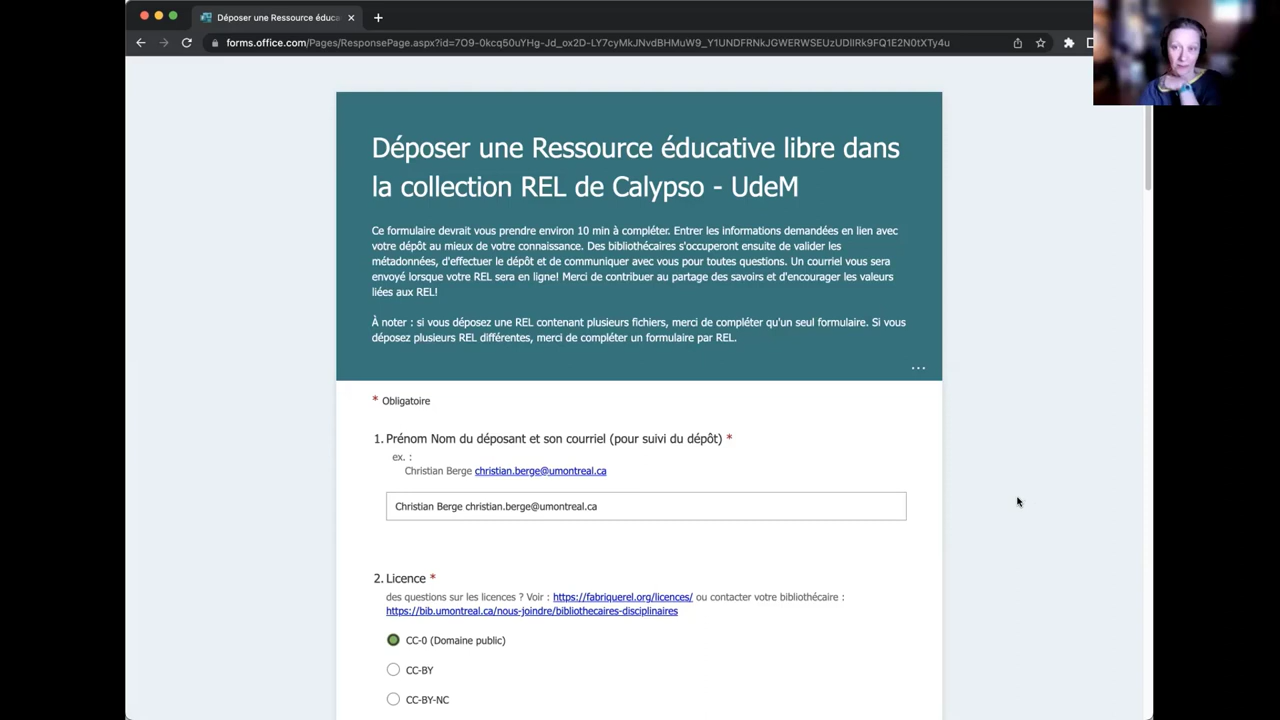 Déposer une Ressource éduca
forms.office.com/Pages/ResponsePage.aspx?id=7O9-0kcq50uYHg-Jd_ox2D-LY7cyMkJNvdBHMuW9_Y1UNDFRNkJGWERWSEUzUDlIRk9FQ1E2N0tXTy4u
Déposer une Ressource éducative libre dans
la collection REL de Calypso - UdeM
Ce formulaire devrait vous prendre environ 10 min à compléter. Entrer les informations demandées en lien avec
votre dépôt au mieux de votre connaissance. Des bibliothécaires s'occuperont ensuite de valider les
métadonnées, d'effectuer le dépôt et de communiquer avec vous pour toutes questions. Un courriel vous sera
envoyé lorsque votre REL sera en ligne! Merci de contribuer au partage des savoirs et d'encourager les valeurs
liées aux REL!
À noter : si vous déposez une REL contenant plusieurs fichiers, merci de compléter qu'un seul formulaire. Si vous
déposez plusieurs REL différentes, merci de compléter un formulaire par REL.
* Obligatoire
1. Prénom Nom du déposant et son courriel (pour suivi du dépôt) *
ex. :
Christian Berge christian.berge@umontreal.ca
Christian Berge christian.berge@umontreal.ca
2. Licence *
des questions sur les licences ? Voir : https://fabriquerel.org/licences/ ou contacter votre bibliothécaire :
https://bib.umontreal.ca/nous-joindre/bibliothecaires-disciplinaires
CC-0 (Domaine public)
CC-BY
CC-BY-NC